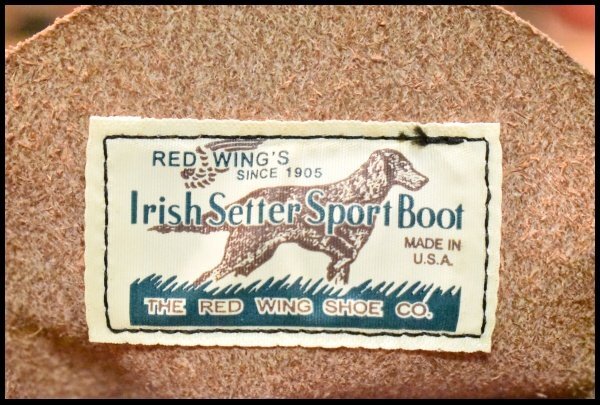 RED WING'S
SINCE 1905
Irish Setter Sport Boot
MADE IN
U.S.A.
THE RED WING SHOE CO.